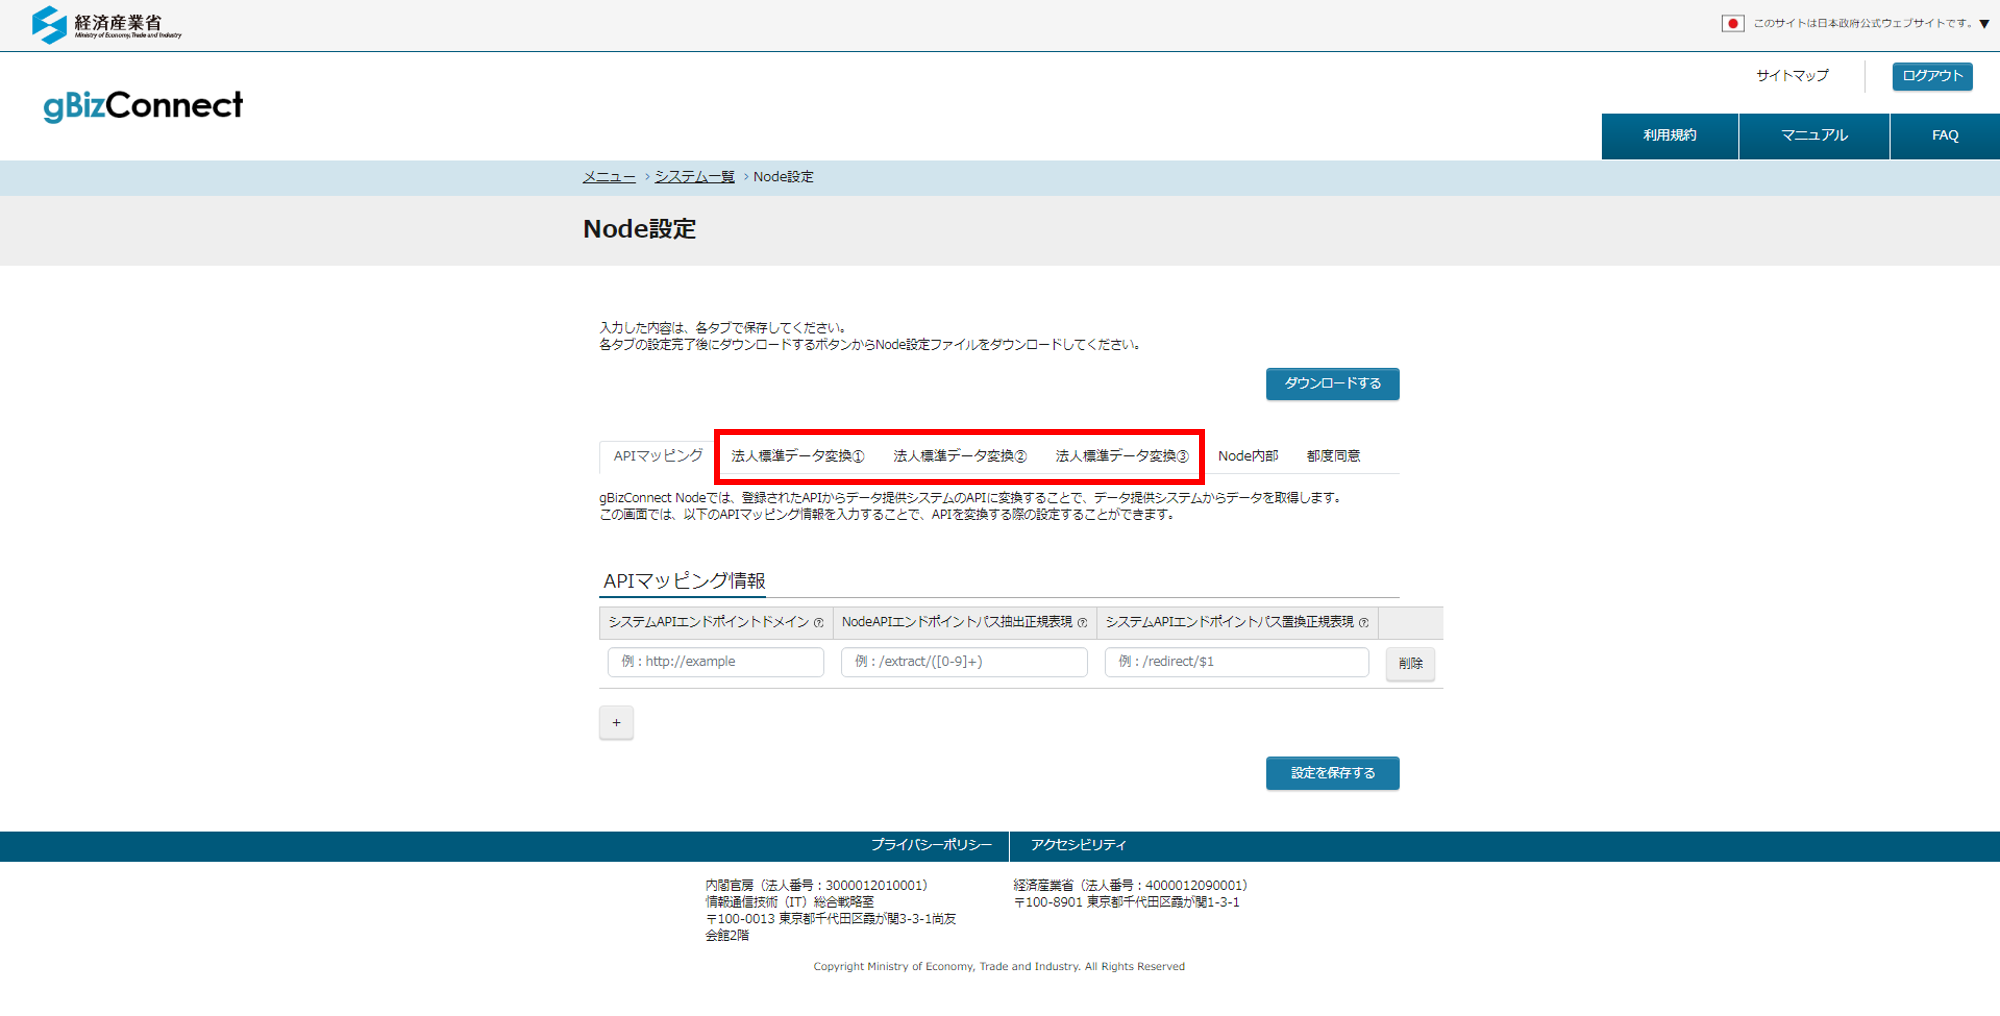 経済産業省
Ministry of Economy, Trade and Industry
このサイトは日本政府公式ウェブサイトです。▼
サイトマップ
ログアウト
gBizConnect
利用規約
マニュアル
FAQ
メニュー > システム一覧 > Node設定
Node設定
入力した内容は、各タブで保存してください。
各タブの設定完了後にダウンロードするボタンからNode設定ファイルをダウンロードしてください。
ダウンロードする
APIマッピング 法人標準データ変換① 法人標準データ変換② 法人標準データ変換③ Node内部 都度同意
gBizConnect Nodeでは、登録されたAPIからデータ提供システムのAPIに変換することで、データ提供システムからデータを取得します。
この画面では、以下のAPIマッピング情報を入力することで、APIを変換する際の設定することができます。
APIマッピング情報
システムAPIエンドポイントドメイン ? NodeAPIエンドポイントパス抽出正規表現 ? システムAPIエンドポイントパス置換正規表現 ?
例：http://example 例：/extract/([0-9]+) 例：/redirect/$1 削除
+
設定を保存する
プライバシーポリシー アクセシビリティ
内閣官房（法人番号：3000012010001）
情報通信技術（IT）総合戦略室
〒100-0013 東京都千代田区霞が関3-3-1尚友
会館2階
経済産業省（法人番号：4000012090001）
〒100-8901 東京都千代田区霞が関1-3-1
Copyright Ministry of Economy, Trade and Industry. All Rights Reserved